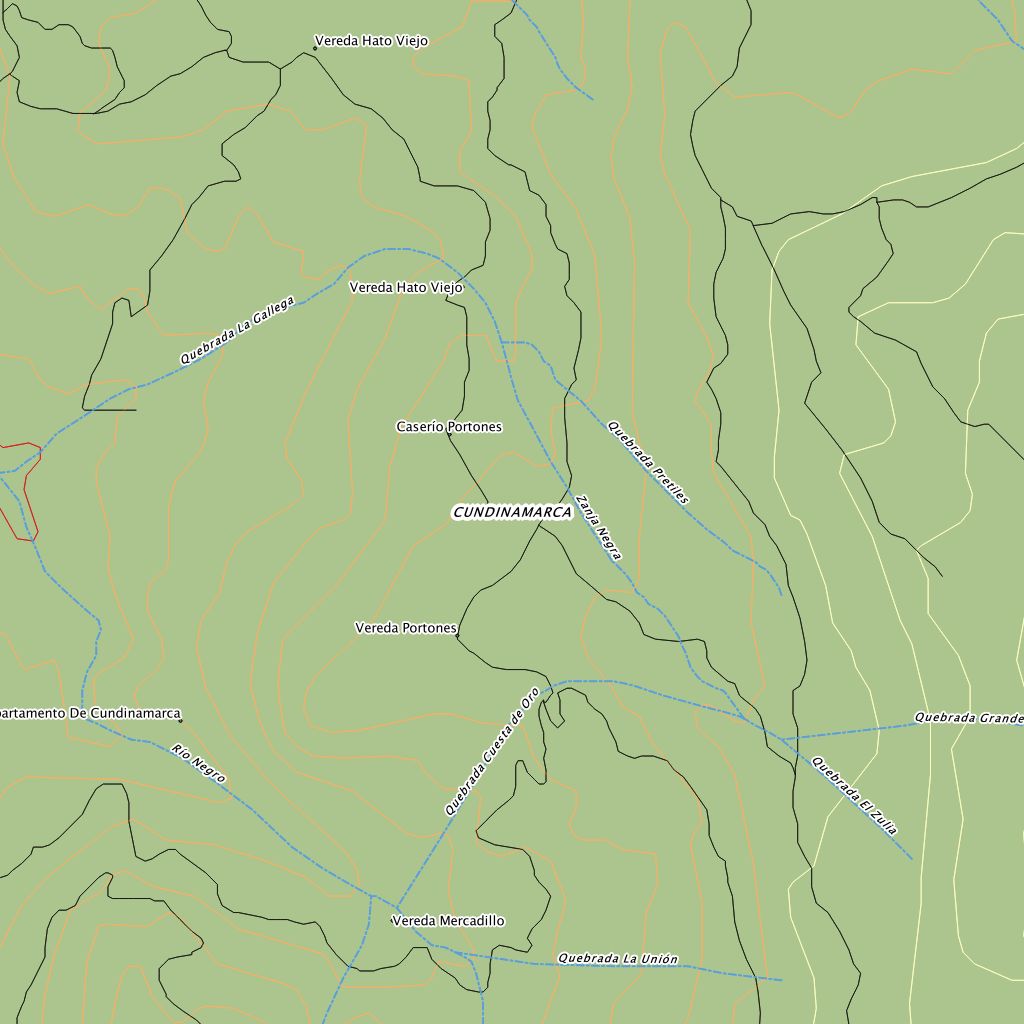 Vereda Hato Viejo
Vereda Hato Viejo
Quebrada La Gallega
Caserío Portones
Quebrada Pretiles
CUNDINAMARCA
Zanja Negra
Vereda Portones
Quebrada Cuesta de Oro
partamento De Cundinamarca
Quebrada Grande
Río Negro
Quebrada El Zulia
Vereda Mercadillo
Quebrada La Unión